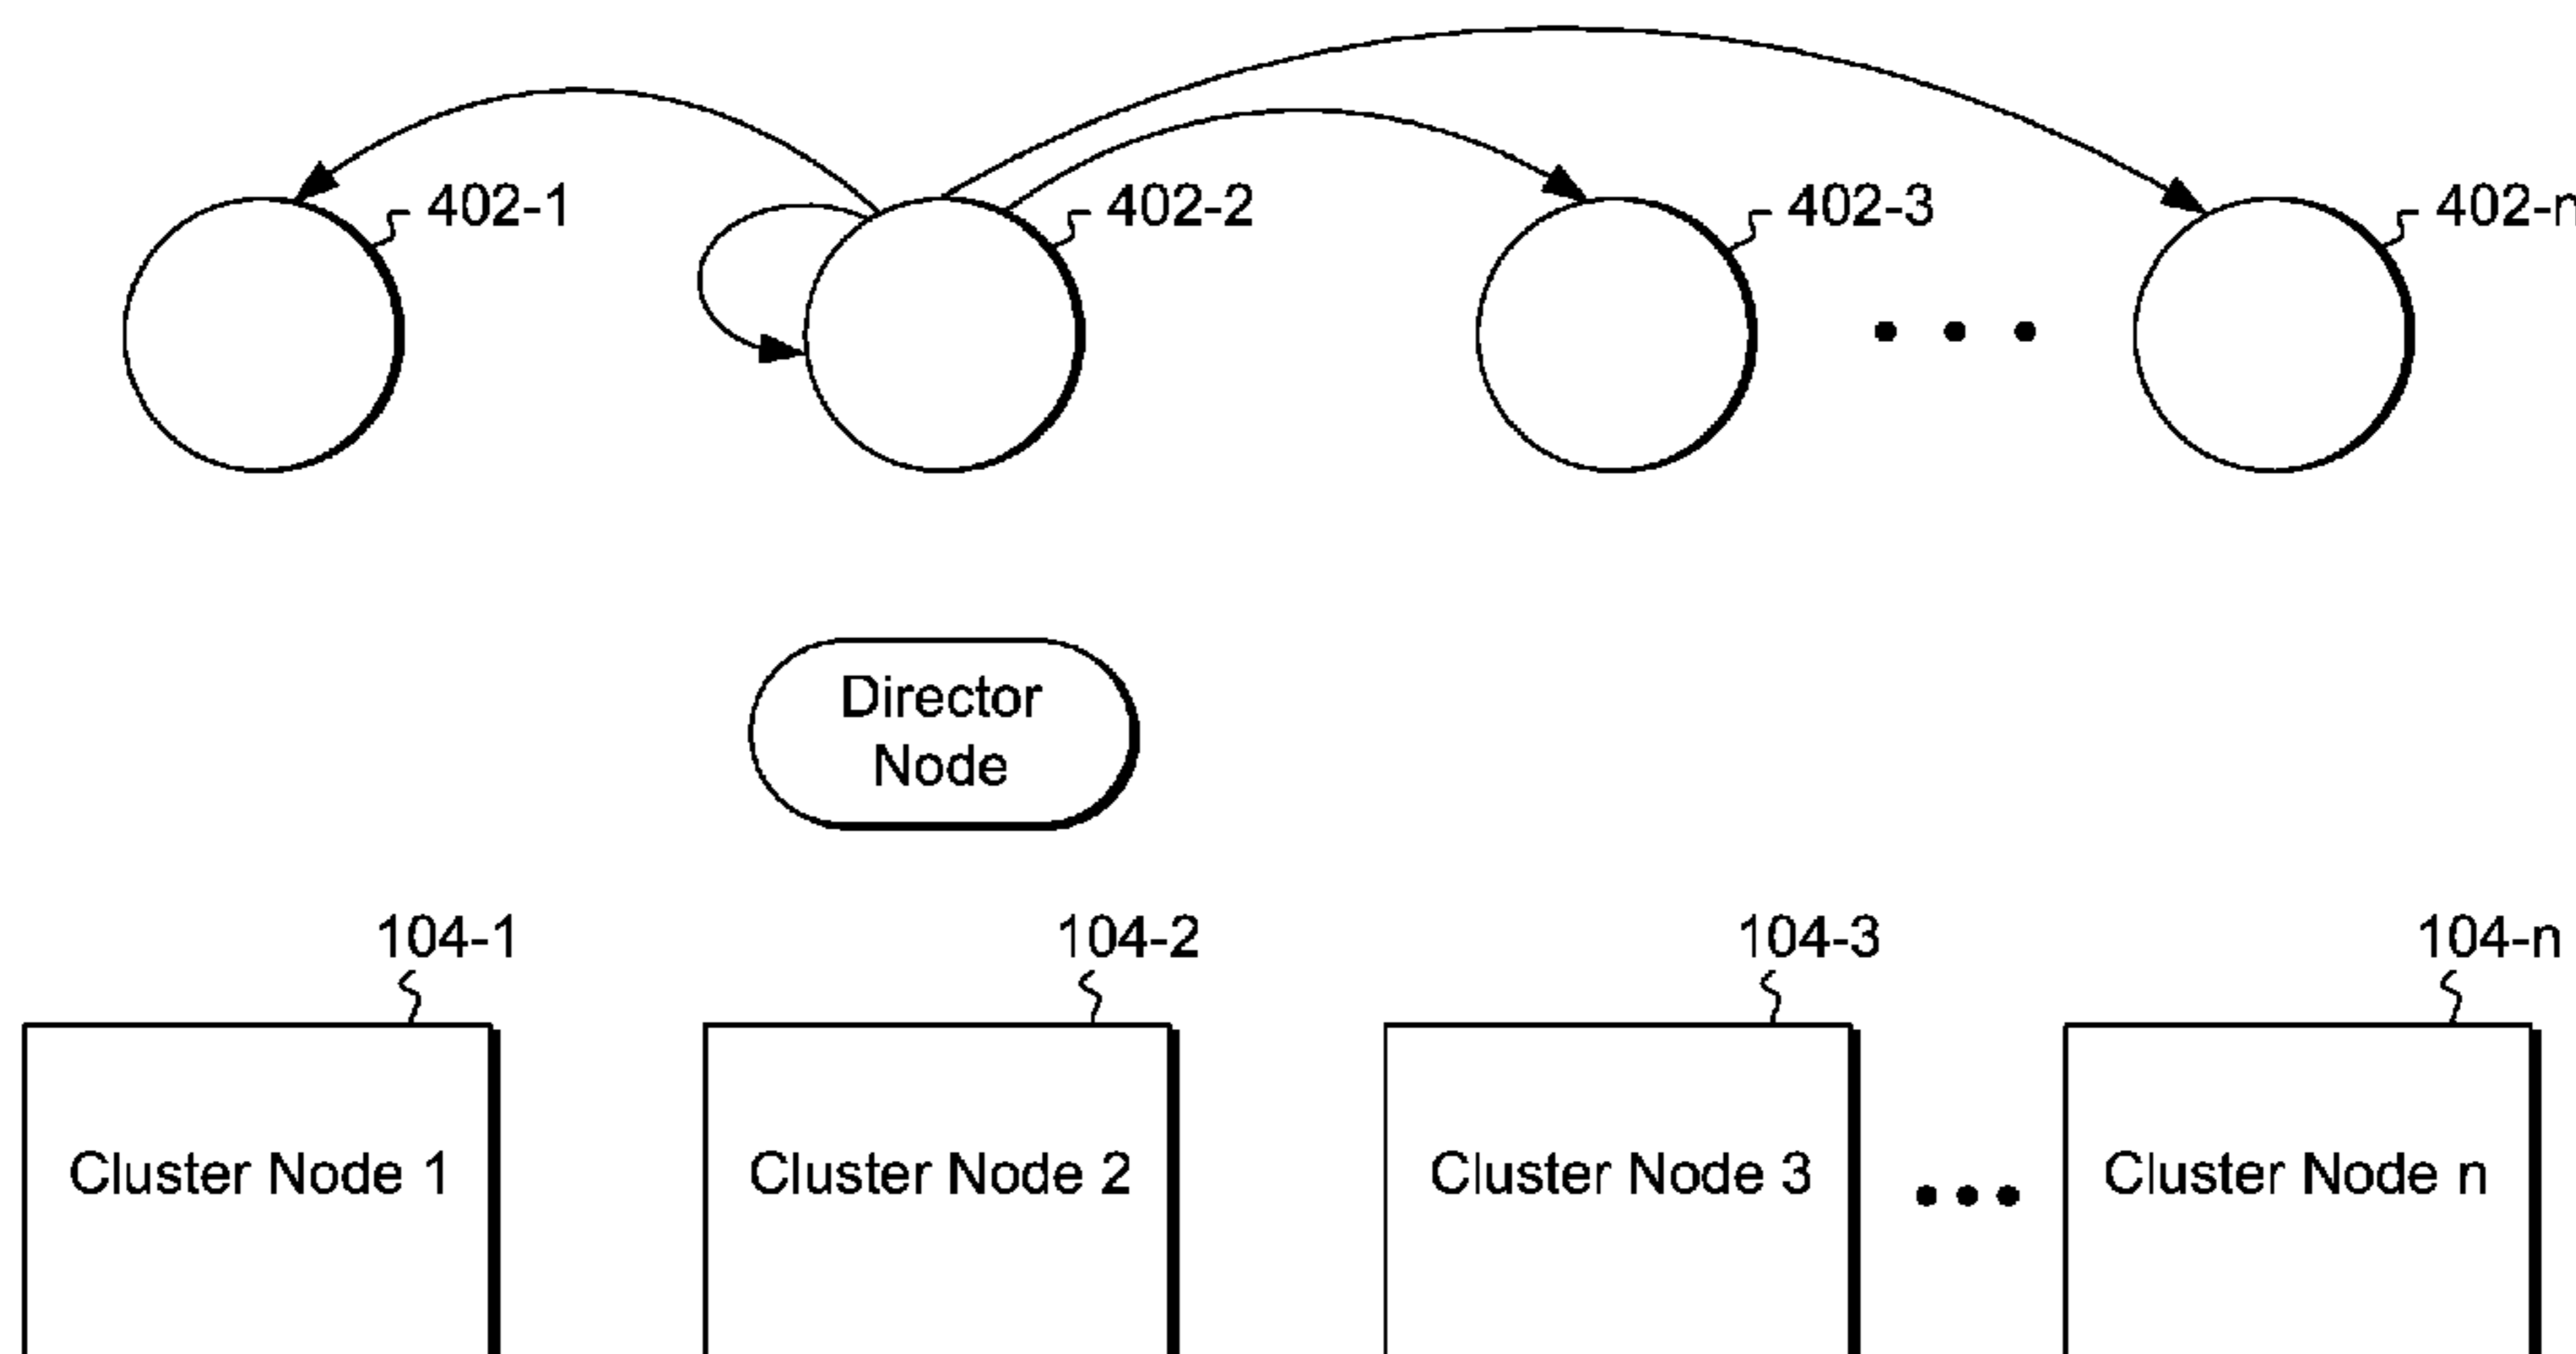 402-1
402-2
402-3
402-n
Director
Node
104-1
104-2
104-3
104-n
Cluster Node 1
Cluster Node 2
Cluster Node 3
Cluster Node n